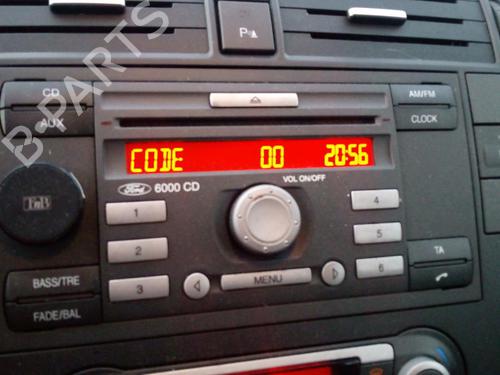 P
CD
AUX
AM/FM
CLOCK
CODE 00 20:56
Ford 6000 CD
VOL ON/OFF
1
2
3
4
5
6
MENU
BASS/TRE
FADE/BAL
TA
TnB
B-PARTS